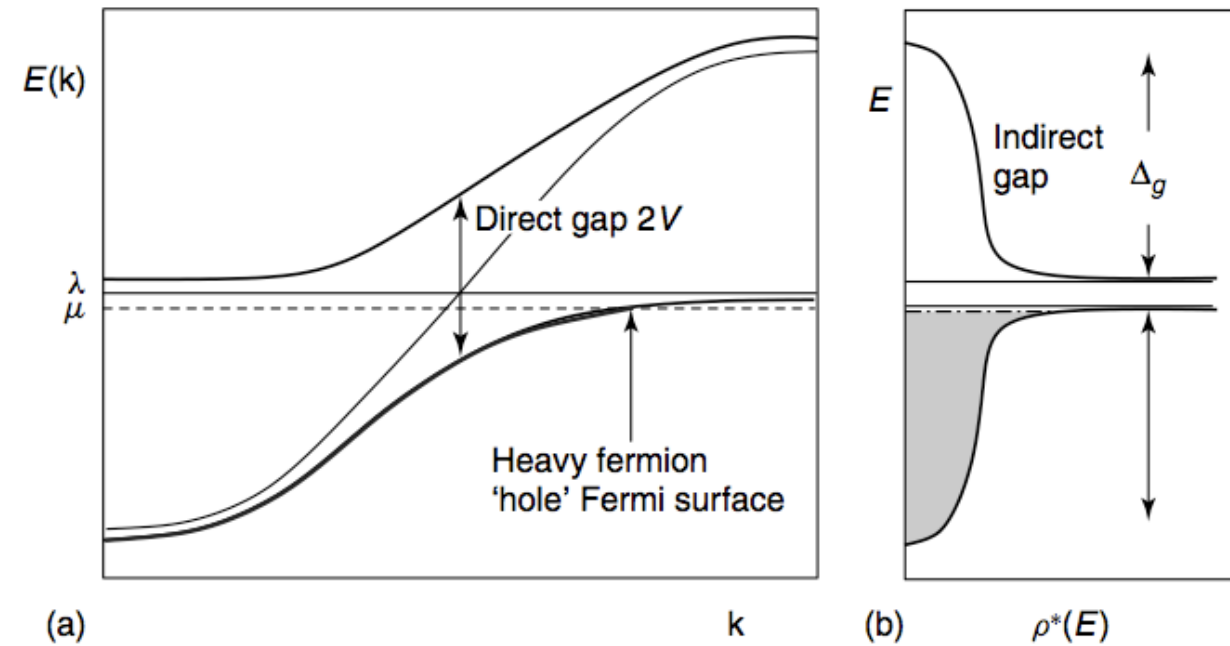 E(k)
λ
μ
Direct gap 2V
Heavy fermion
‘hole’ Fermi surface
(a)
k
E
Indirect
gap
Δg
(b)
ρ*(E)